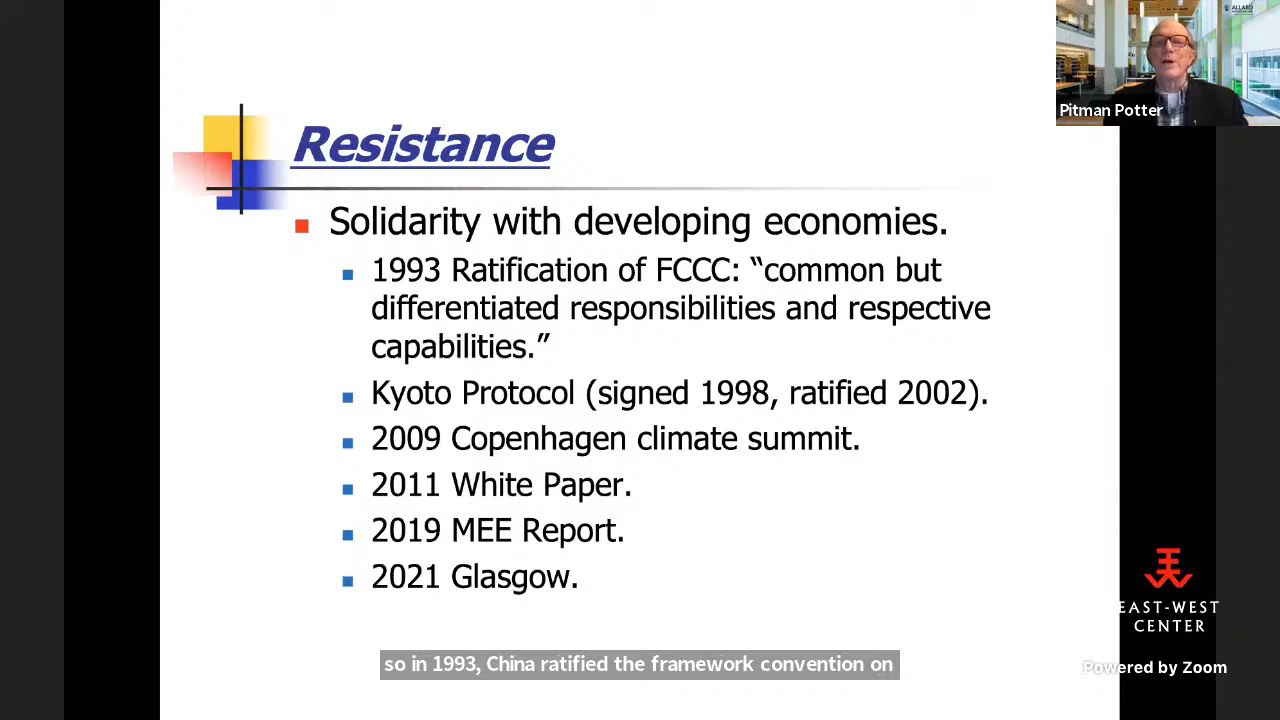 ALLARD
Pitman Potter
Resistance
Solidarity with developing economies.
1993 Ratification of FCCC: “common but
differentiated responsibilities and respective
capabilities.”
Kyoto Protocol (signed 1998, ratified 2002).
2009 Copenhagen climate summit.
2011 White Paper.
2019 MEE Report.
2021 Glasgow.
EAST-WEST
CENTER
so in 1993, China ratified the framework convention on
Powered by Zoom